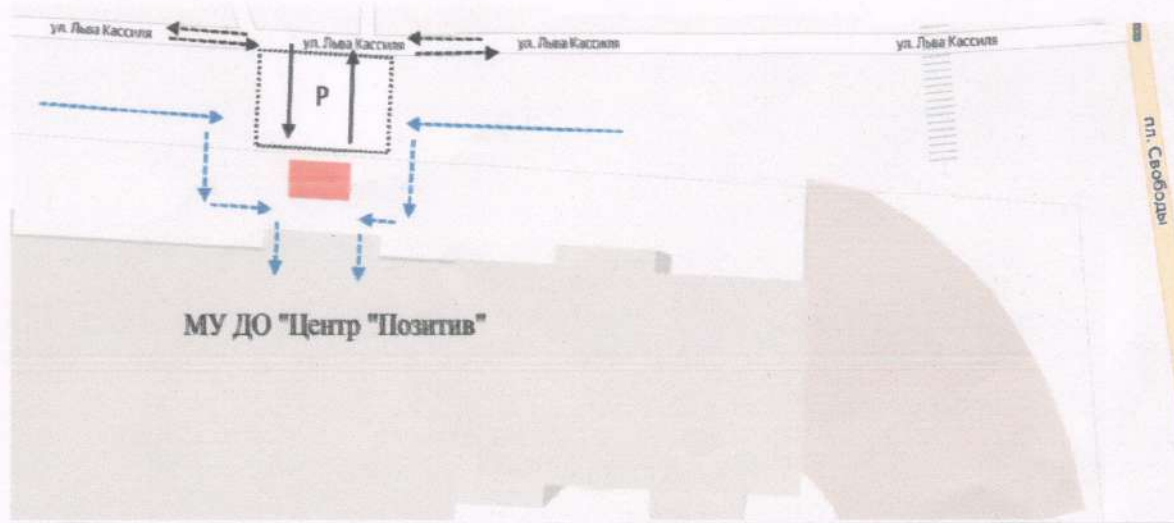 ул. Льва Кассиля
ул. Льва Кассиля
ул. Льва Кассиля
ул. Льва Кассиля
Р
пл. Свободы
МУ ДО "Центр "Позитив"